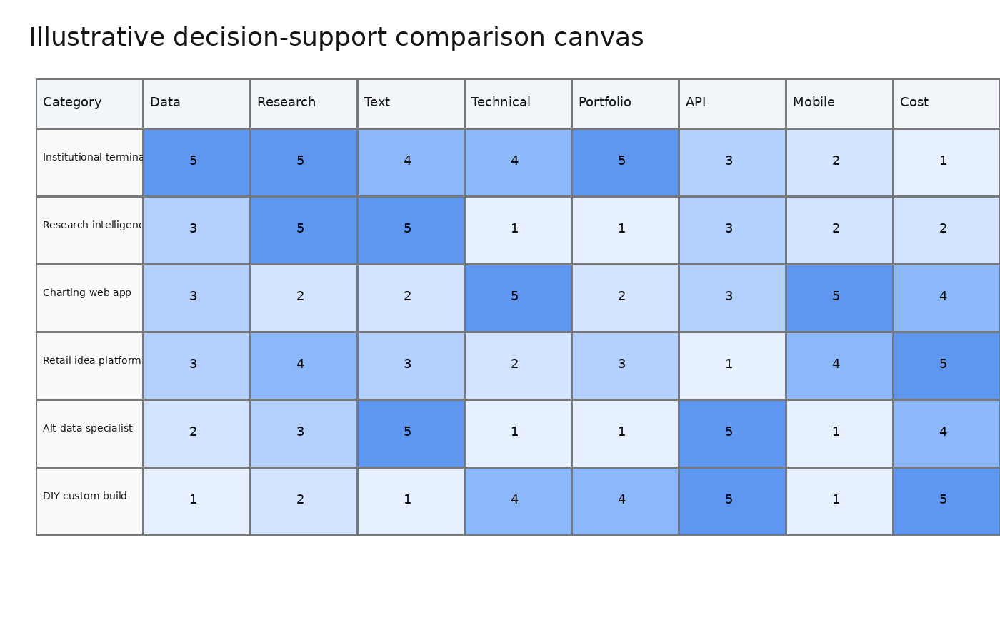 Illustrative decision-support comparison canvas
Category Data Research Text Technical Portfolio API Mobile Cost
Institutional termina 5 5 4 4 5 3 2 1
Research intelligenc 3 5 5 1 1 3 2 2
Charting web app 3 2 2 5 2 3 5 4
Retail idea platform 3 4 3 2 3 1 4 5
Alt-data specialist 2 3 5 1 1 5 1 4
DIY custom build 1 2 1 4 4 5 1 5